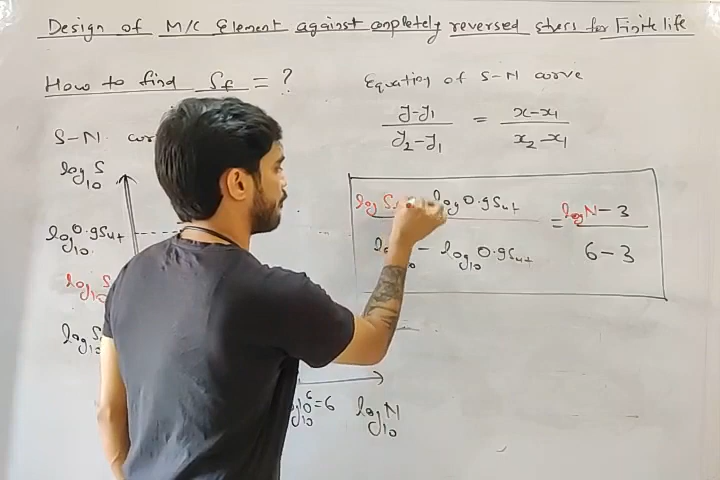 Design of M/C Element against completely reversed stress for Finite life
How to find Sf = ?
S-N
log10 S
log10 0.9Sut
log10
log10
log10 10^6 = 6
log10 N
Equation of S-N curve
y-y1 / y2-y1 = x-x1 / x2-x1
log log 0.9Sut / log10 - log10 0.9Sut = logN-3 / 6-3